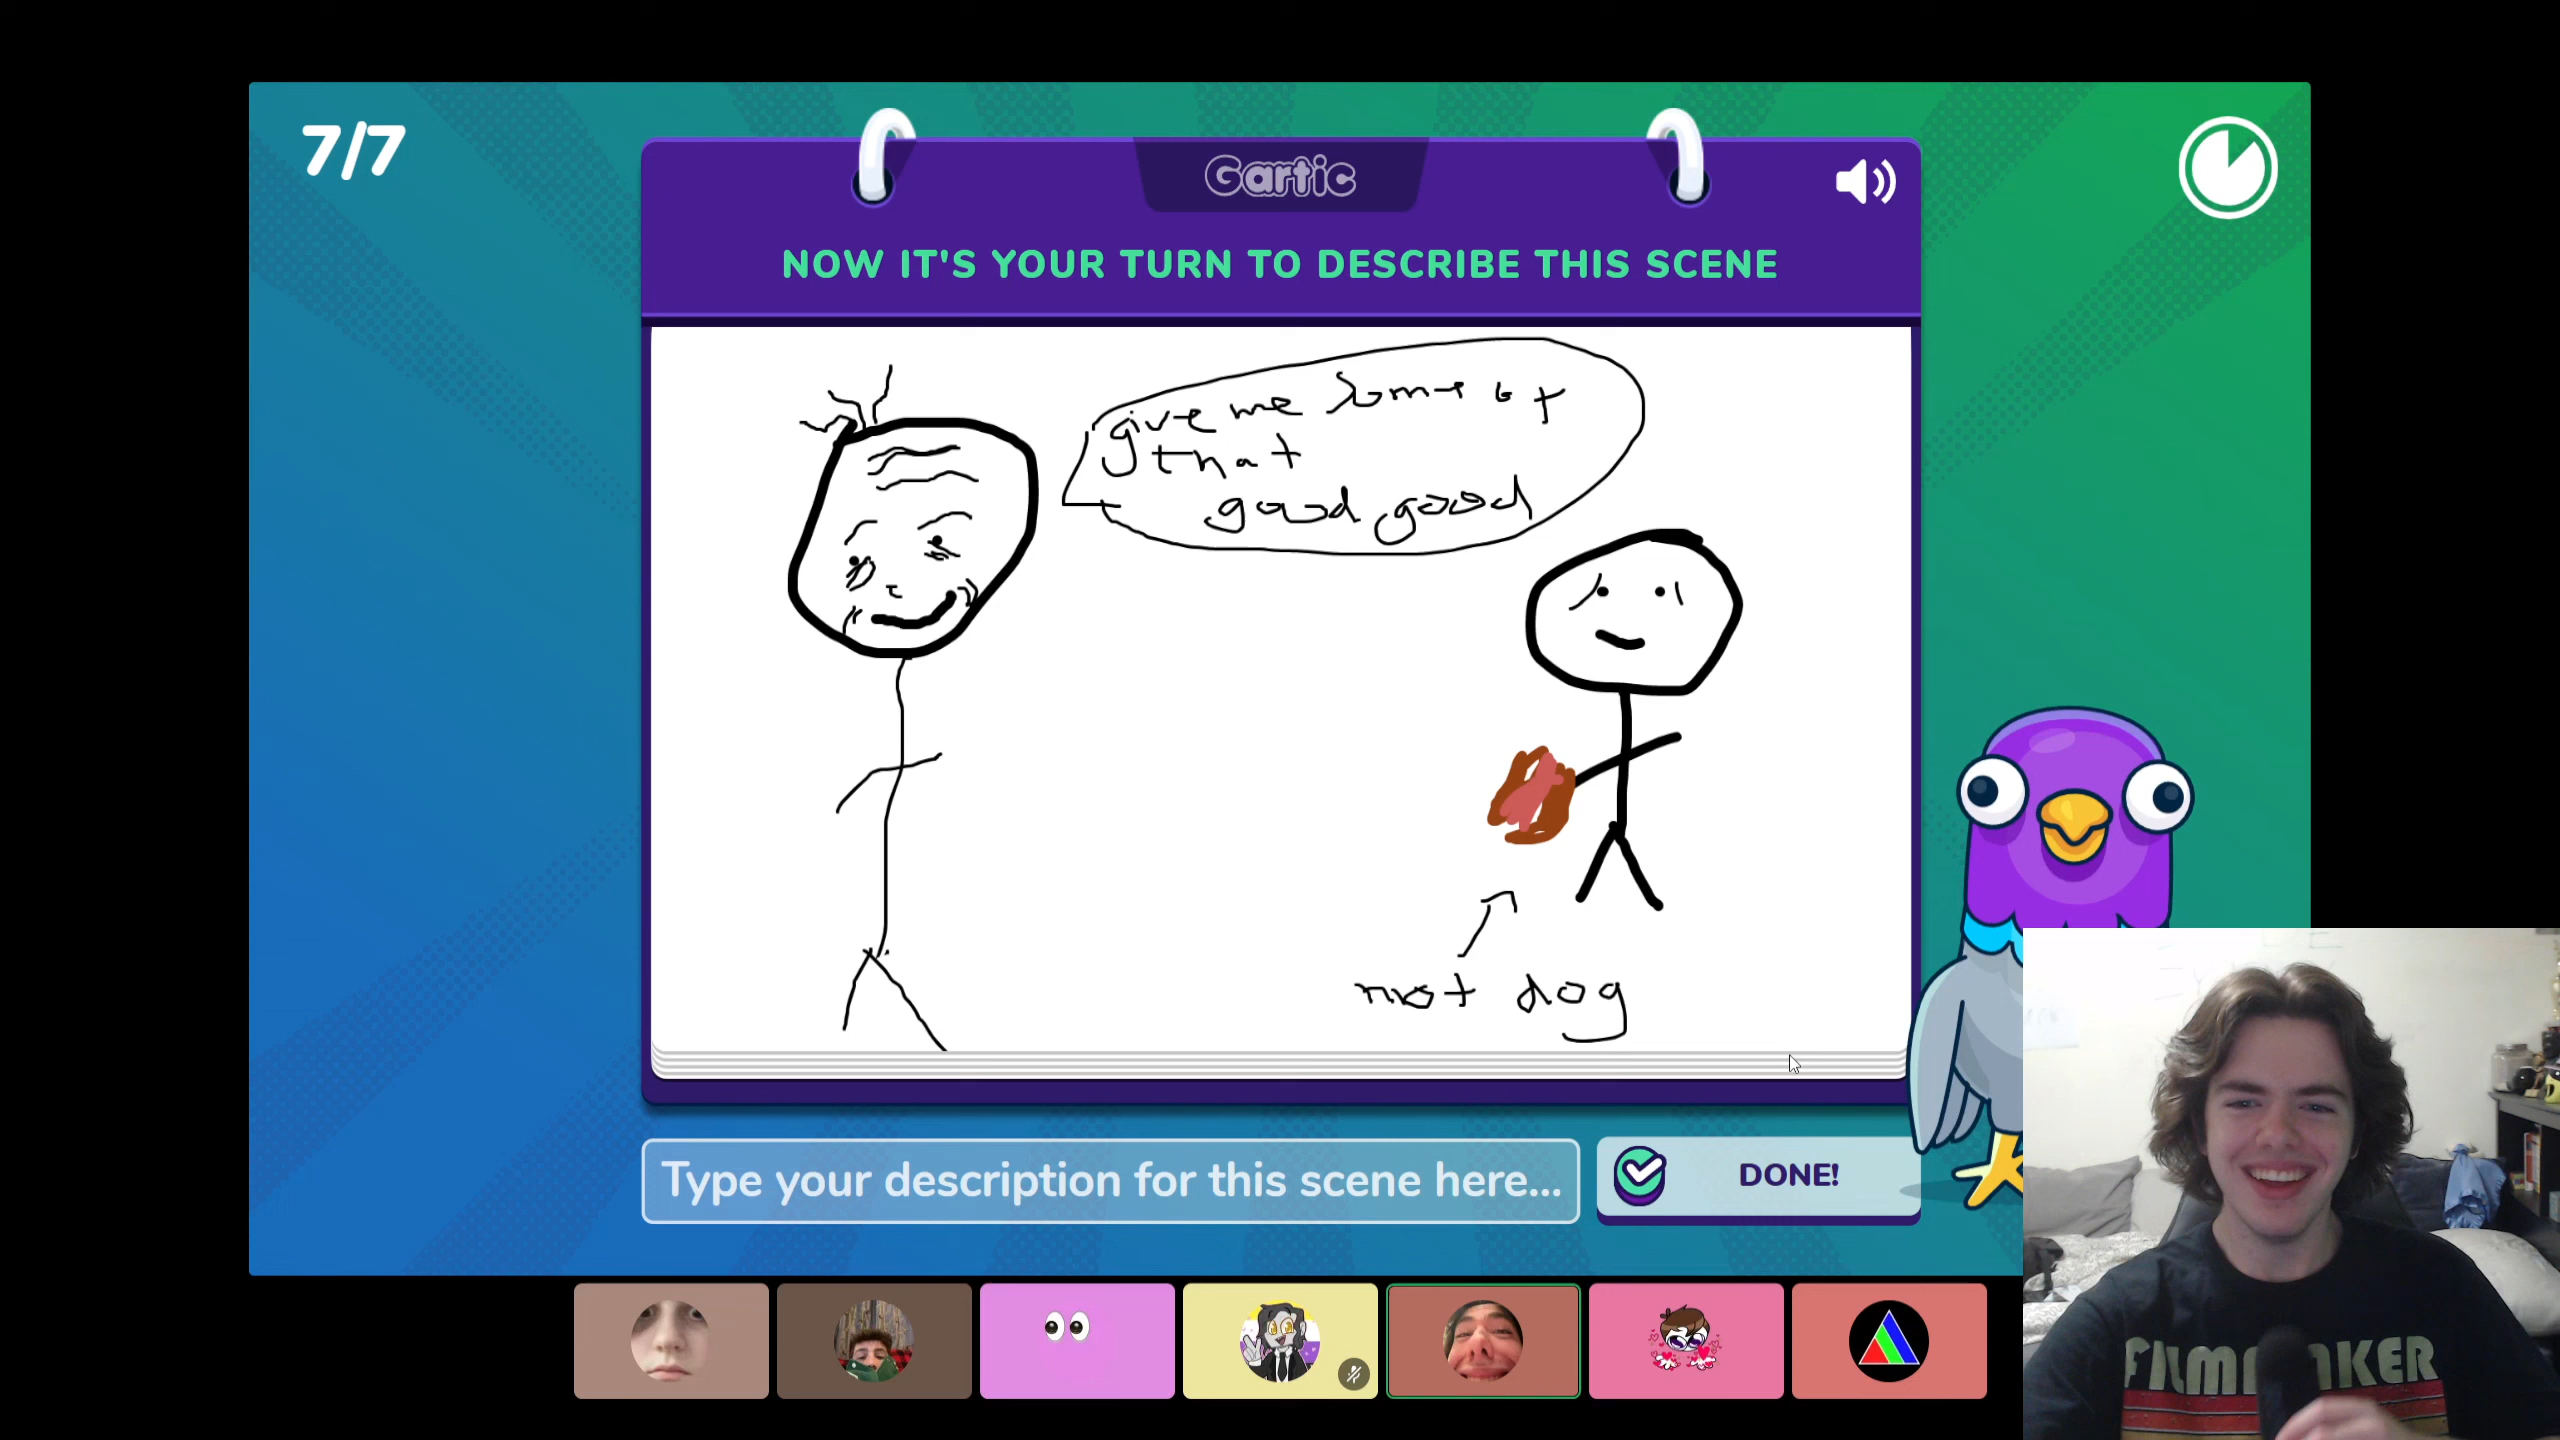 7/7
Gartic
NOW IT'S YOUR TURN TO DESCRIBE THIS SCENE
give me some of
that
good good
not dog
Type your description for this scene here...
DONE!
FILMMAKER